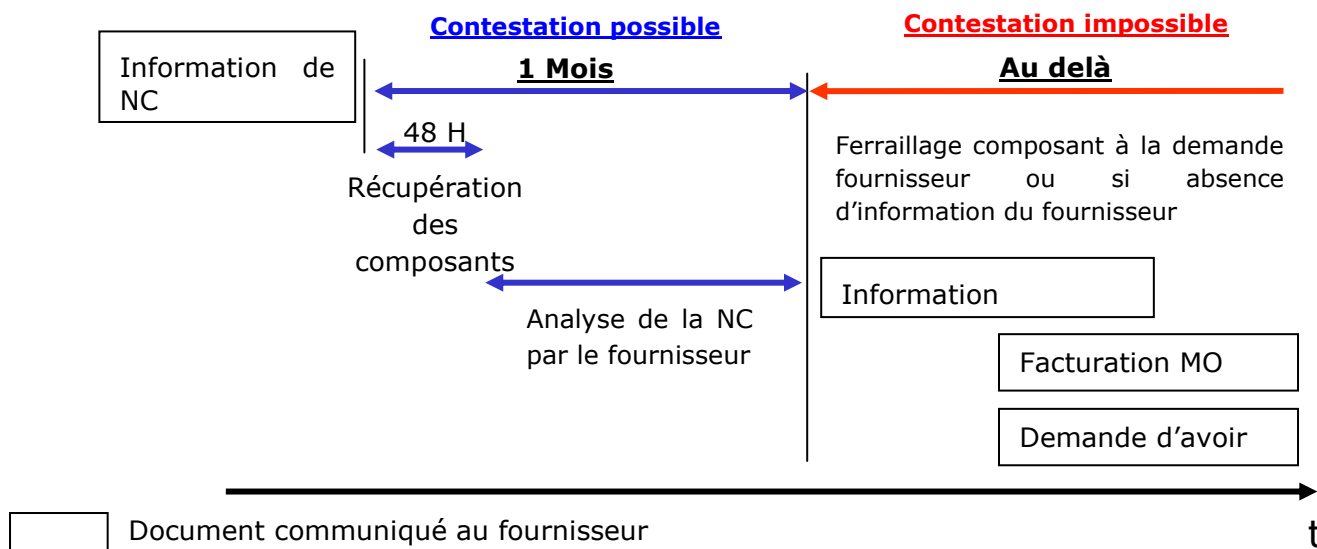 Contestation possible
Contestation impossible
Information de
NC
1 Mois
Au delà
48 H
Récupération
des
composants
Ferraillage composant à la demande
fournisseur ou si absence
d’information du fournisseur
Analyse de la NC
par le fournisseur
Information
Facturation MO
Demande d’avoir
Document communiqué au fournisseur
t